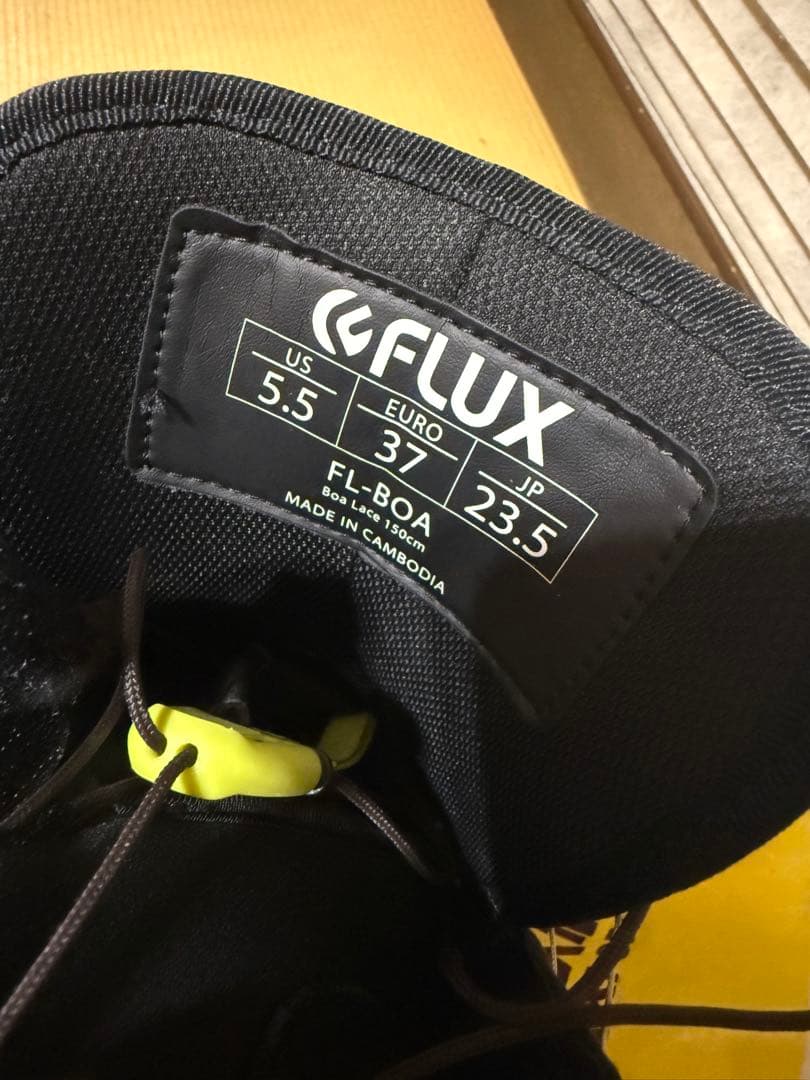 FLUX
US EURO JP
5.5 37 23.5
FL-BOA
Boa Lace 150cm
MADE IN CAMBODIA